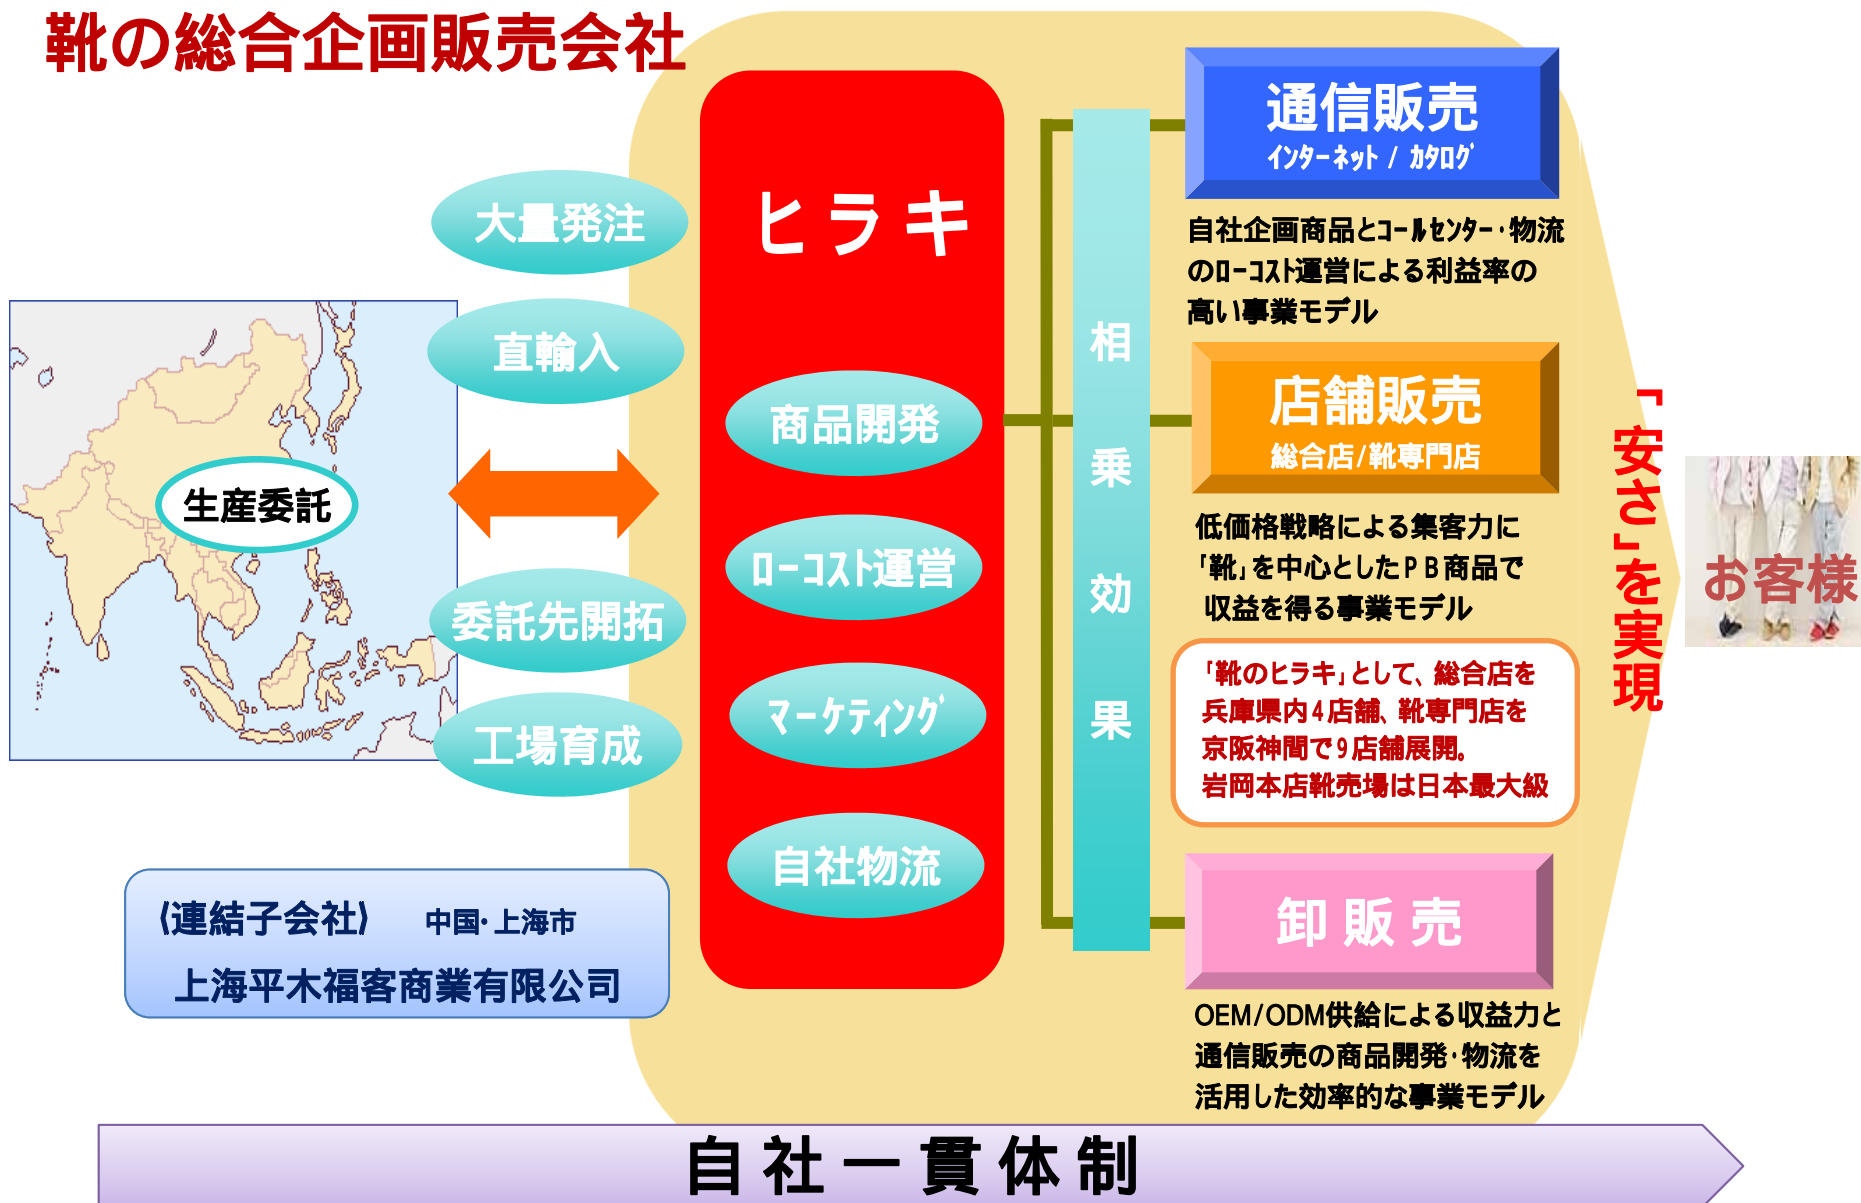 靴の総合企画販売会社
大量発注
直輸入
生産委託
委託先開拓
工場育成
(連結子会社) 中国・上海市
上海平木福客商業有限公司
ヒラキ
商品開発
ﾛｰｺｽﾄ運営
ﾏｰｹﾃｨﾝｸﾞ
自社物流
相乗効果
通信販売
ｲﾝﾀｰﾈｯﾄ / ｶﾀﾛｸﾞ
自社企画商品とｺｰﾙｾﾝﾀｰ・物流
のﾛｰｺｽﾄ運営による利益率の
高い事業モデル
店舗販売
総合店/靴専門店
低価格戦略による集客力に
「靴」を中心としたPB商品で
収益を得る事業モデル
「靴のヒラキ」として、総合店を
兵庫県内4店舗、靴専門店を
京阪神間で9店舗展開。
岩岡本店靴売場は日本最大級
卸販売
OEM/ODM供給による収益力と
通信販売の商品開発・物流を
活用した効率的な事業モデル
「安さ」を実現
お客様
自社一貫体制